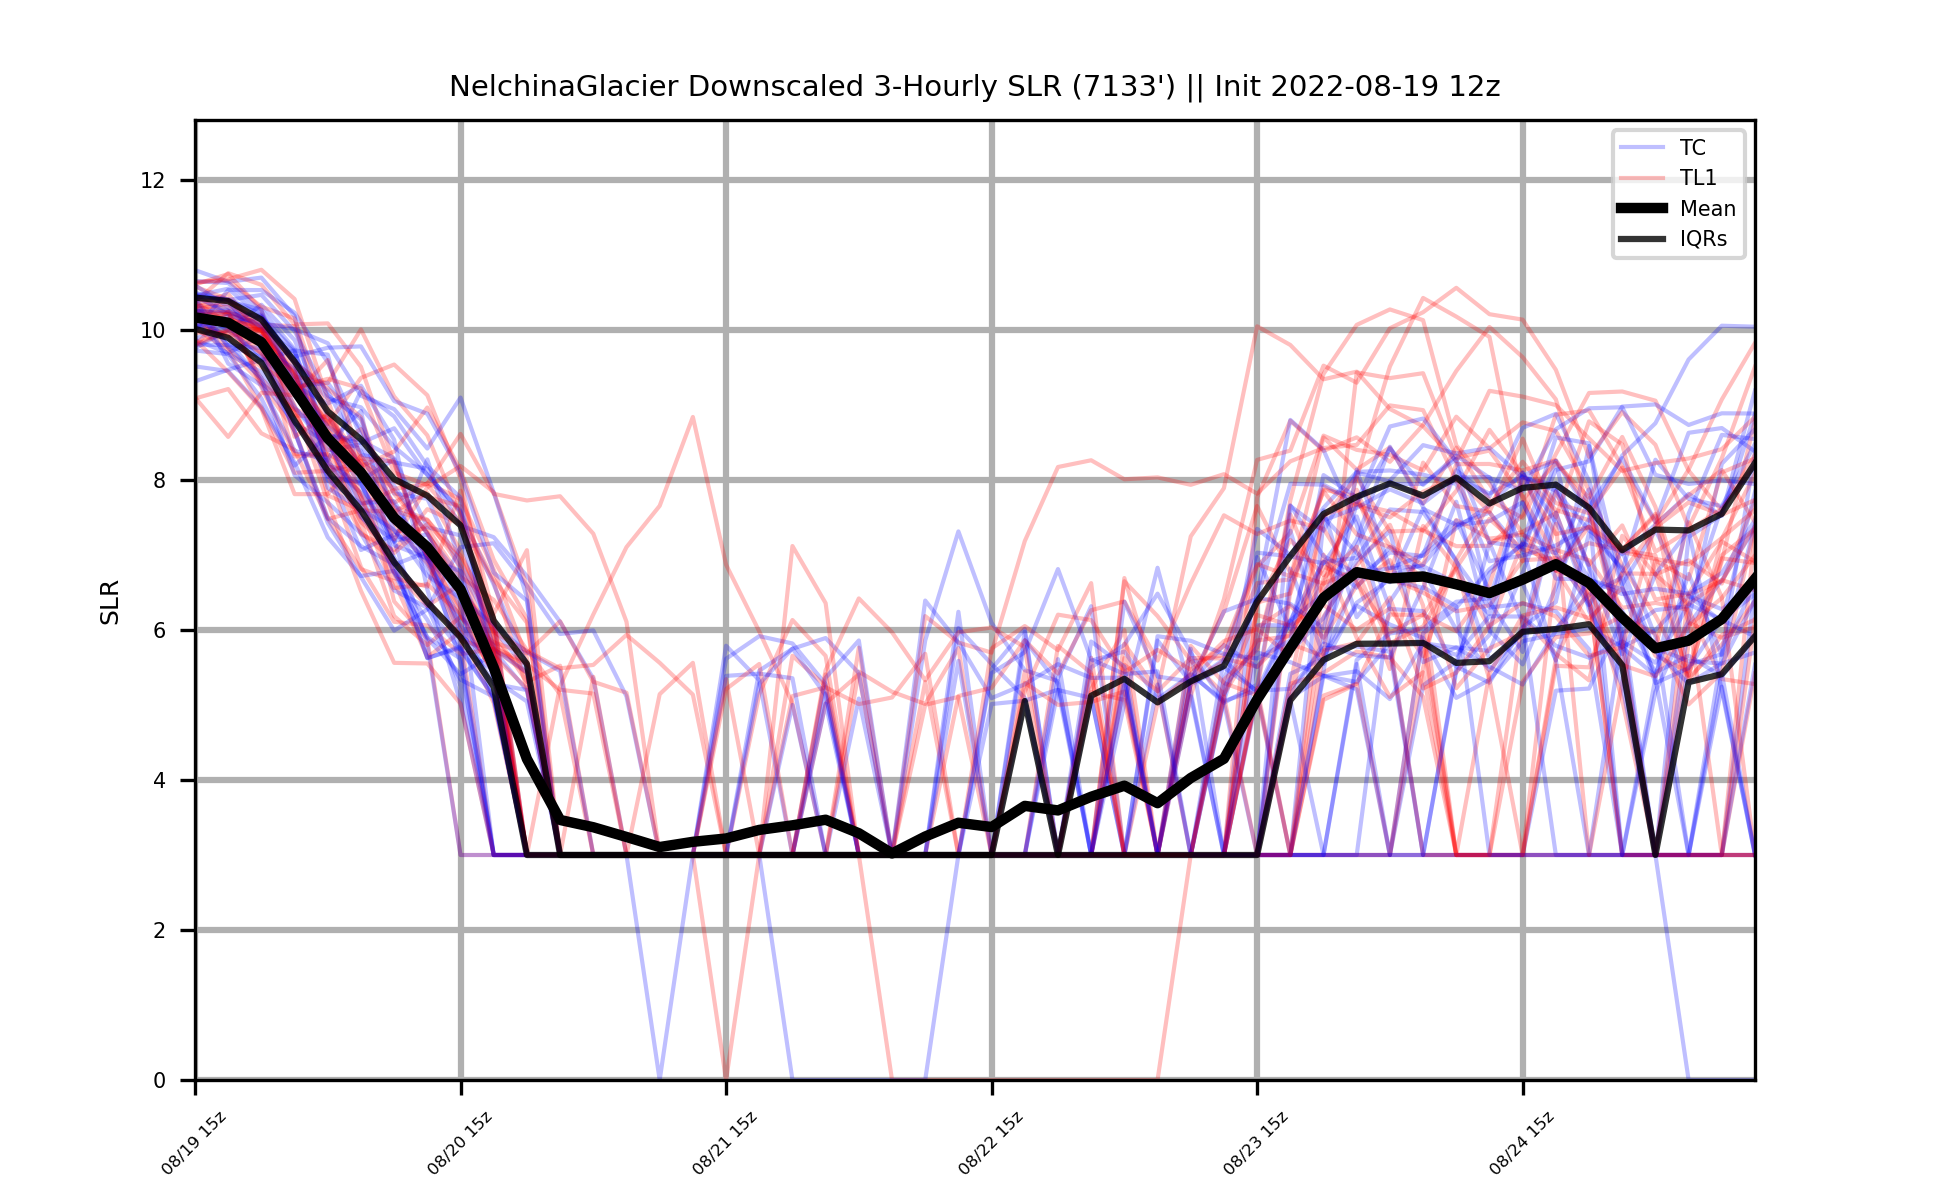 NelchinaGlacier Downscaled 3-Hourly SLR (7133') || Init 2022-08-19 12z
TC
TL1
Mean
IQRs
SLR
12
10
8
6
4
2
0
08/19 15z
08/20 15z
08/21 15z
08/22 15z
08/23 15z
08/24 15z